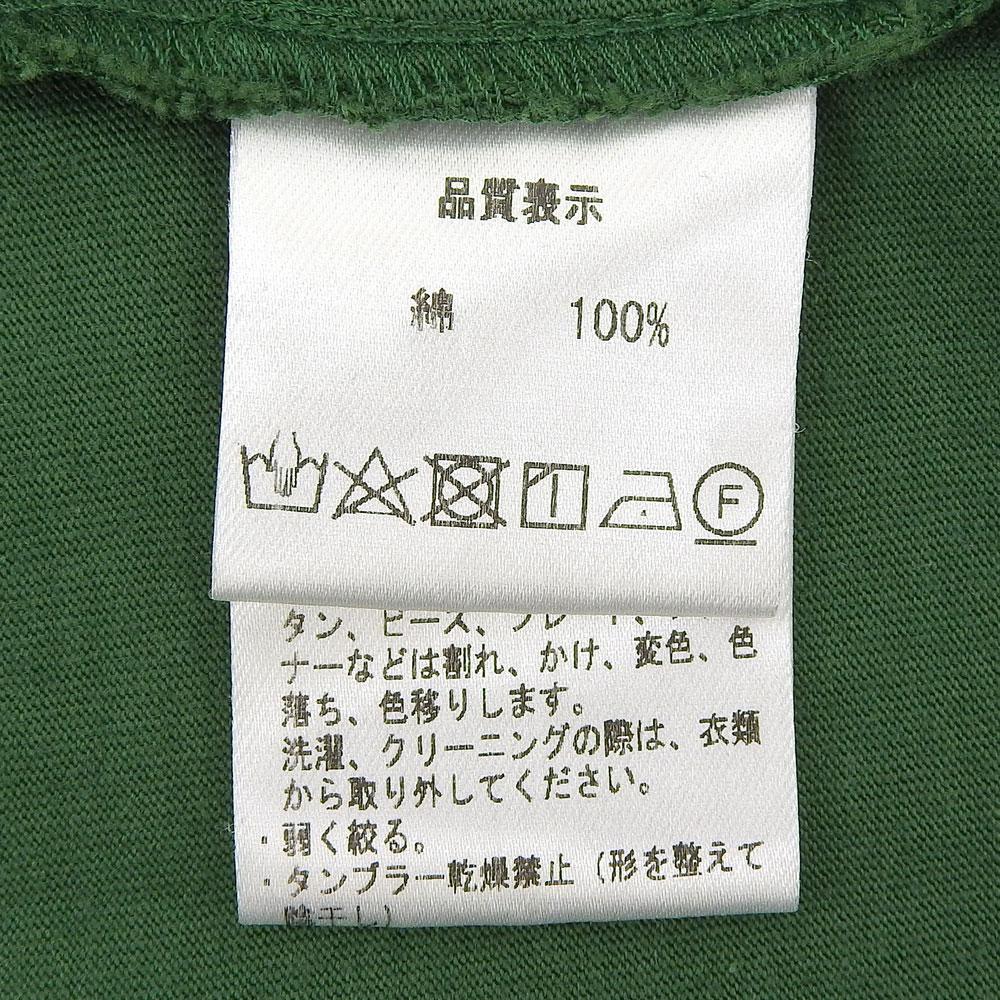 品質表示
綿 100%
F
ナーなどは割れ、かけ、変色、色
落ち、色移りします。
洗濯、クリーニングの際は、衣類
から取り外してください。
・弱く絞る。
・タンブラー乾燥禁止（形を整えて
陰干し）